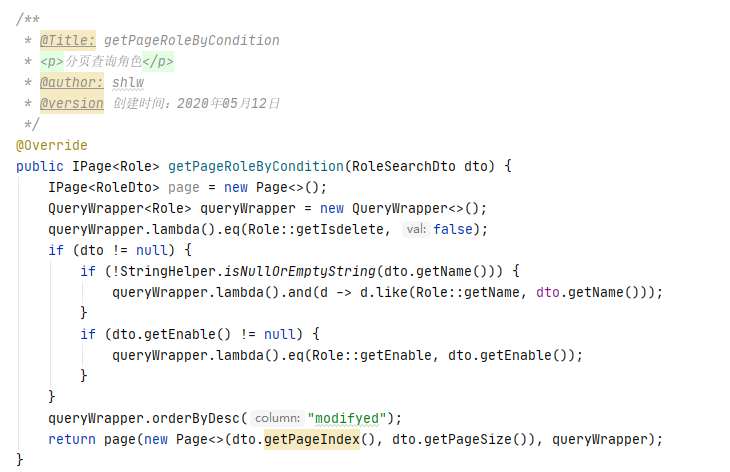 /**
 * @Title: getPageRoleByCondition
 * <p>分页查询角色</p>
 * @author: shlw
 * @version 创建时间：2020年05月12日
 */
@Override
public IPage<Role> getPageRoleByCondition(RoleSearchDto dto) {
    IPage<RoleDto> page = new Page<>();
    QueryWrapper<Role> queryWrapper = new QueryWrapper<>();
    queryWrapper.lambda().eq(Role::getIsdelete, val: false);
    if (dto != null) {
        if (!StringHelper.isNullOrEmptyString(dto.getName())) {
            queryWrapper.lambda().and(d -> d.like(Role::getName, dto.getName()));
        }
        if (dto.getEnable() != null) {
            queryWrapper.lambda().eq(Role::getEnable, dto.getEnable());
        }
    }
    queryWrapper.orderByDesc( column: "modifyed");
    return page(new Page<>(dto.getPageIndex(), dto.getPageSize()), queryWrapper);
}